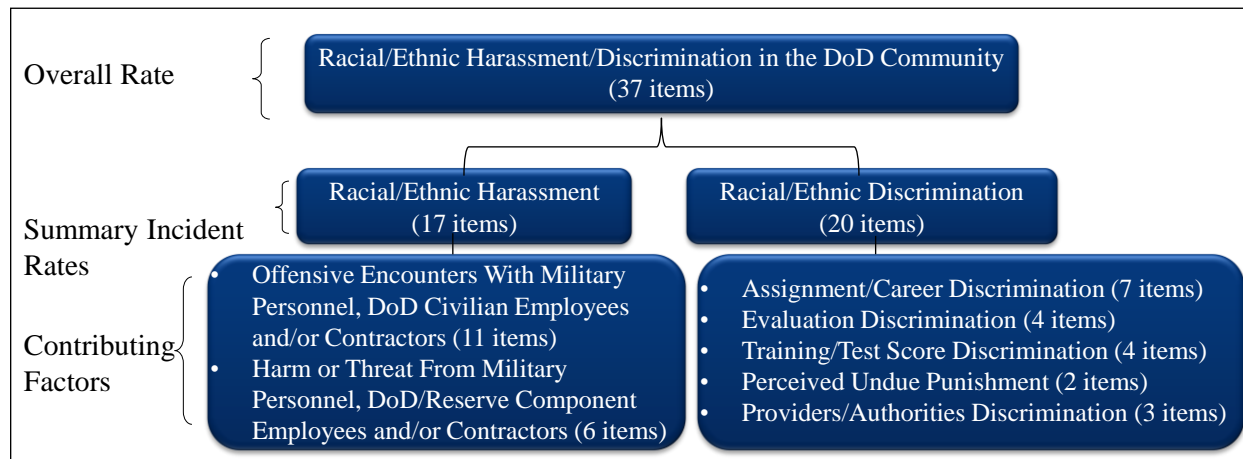 Overall Rate
Racial/Ethnic Harassment/Discrimination in the DoD Community
(37 items)
Summary Incident
Rates
Racial/Ethnic Harassment
(17 items)
Racial/Ethnic Discrimination
(20 items)
Contributing
Factors
• Offensive Encounters With Military
Personnel, DoD Civilian Employees
and/or Contractors (11 items)
• Harm or Threat From Military
Personnel, DoD/Reserve Component
Employees and/or Contractors (6 items)
• Assignment/Career Discrimination (7 items)
• Evaluation Discrimination (4 items)
• Training/Test Score Discrimination (4 items)
• Perceived Undue Punishment (2 items)
• Providers/Authorities Discrimination (3 items)